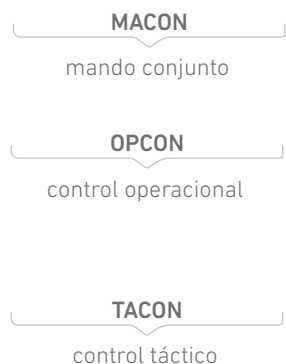 MACON
mando conjunto
OPCON
control operacional
TACON
control táctico